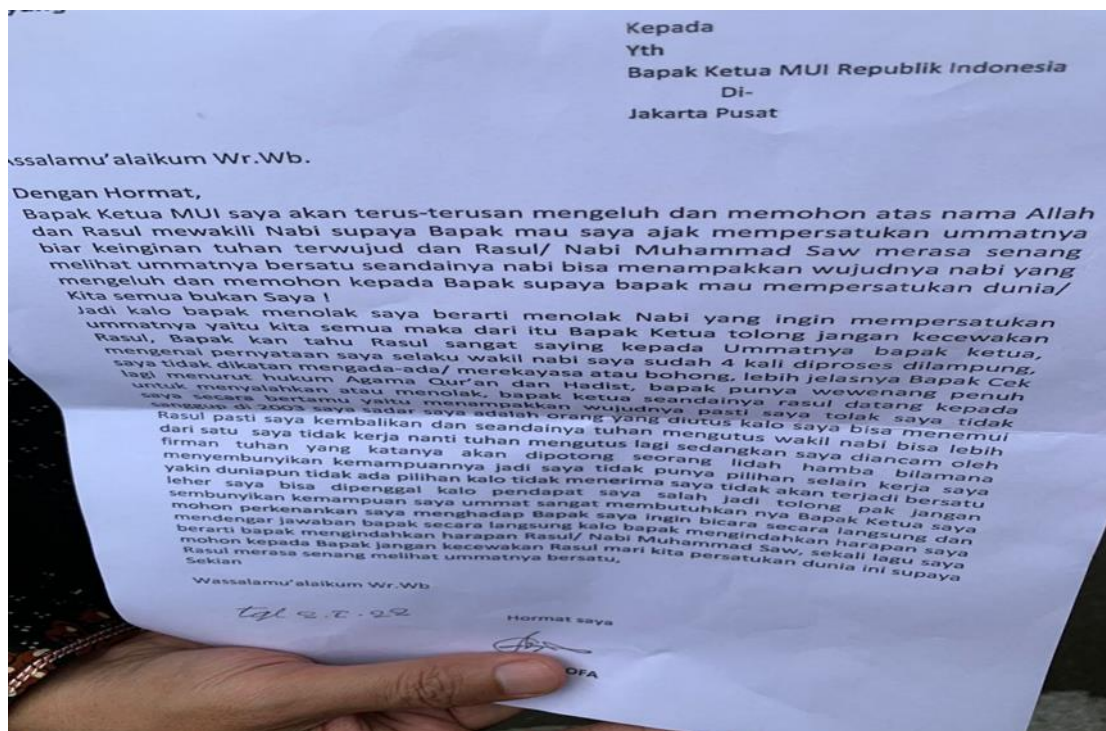 Kepada
Yth
Bapak Ketua MUI Republik Indonesia
Di-
Jakarta Pusat
ssalamu'alaikum Wr.Wb.
Dengan Hormat,
Bapak Ketua MUI saya akan terus-terusan mengeluh dan memohon atas nama Allah
dan Rasul mewakili Nabi supaya Bapak mau saya ajak mempersatukan ummatnya
biar keinginan tuhan terwujud dan Rasul/ Nabi Muhammad Saw merasa senang
melihat ummatnya bersatu seandainya nabi bisa menampakkan wujudnya nabi yang
mengeluh dan memohon kepada Bapak supaya bapak mau mempersatukan dunia/
Kita semua bukan Saya !
Jadi kalo bapak menolak saya berarti menolak Nabi yang ingin mempersatukan
ummatnya yaitu kita semua maka dari itu Bapak Ketua tolong jangan kecewakan
Rasul, Bapak kan tahu Rasul sangat saying kepada Ummatnya bapak ketua,
mengenai pernyataan saya selaku wakil nabi saya sudah 4 kali diproses dilampung,
saya tidak dikatan mengada-ada/ merekayasa atau bohong, lebih jelasnya Bapak Cek
lagi menurut hukum Agama Qur'an dan Hadist, bapak punya wewenang penuh
untuk menyalahkan atau menolak, bapak ketua seandainya rasul datang kepada
saya secara bertamu yaitu menampakkan wujudnya pasti saya tolak saya tidak
sanggup di 2003 saya sadar saya adalah orang yang diutus kalo saya bisa menemui
Rasul pasti saya kembalikan dan seandainya tuhan mengutus wakil nabi bisa lebih
dari satu saya tidak kerja nanti tuhan mengutus lagi sedangkan saya diancam oleh
firman tuhan yang katanya akan dipotong seorang lidah hamba bilamana
menyembunyikan kemampuannya jadi saya tidak punya pilihan selain kerja saya
yakin duniapun tidak ada pilihan kalo tidak menerima saya tidak akan terjadi bersatu
leher saya bisa dipenggal kalo pendapat saya salah jadi tolong pak jangan
sembunyikan kemampuan saya ummat sangat membutuhkan nya Bapak Ketua saya
mohon perkenankan saya menghadap Bapak saya ingin bicara secara langsung dan
mendengar jawaban bapak secara langsung kalo bapak mengindahkan harapan saya
berarti bapak mengindahkan harapan Rasul/ Nabi Muhammad Saw, sekali lagu saya
mohon kepada Bapak jangan kecewakan Rasul mari kita persatukan dunia ini supaya
Rasul merasa senang melihat ummatnya bersatu,
Sekian
Wassalamu'alaikum Wr.Wb
Hormat saya
OFA